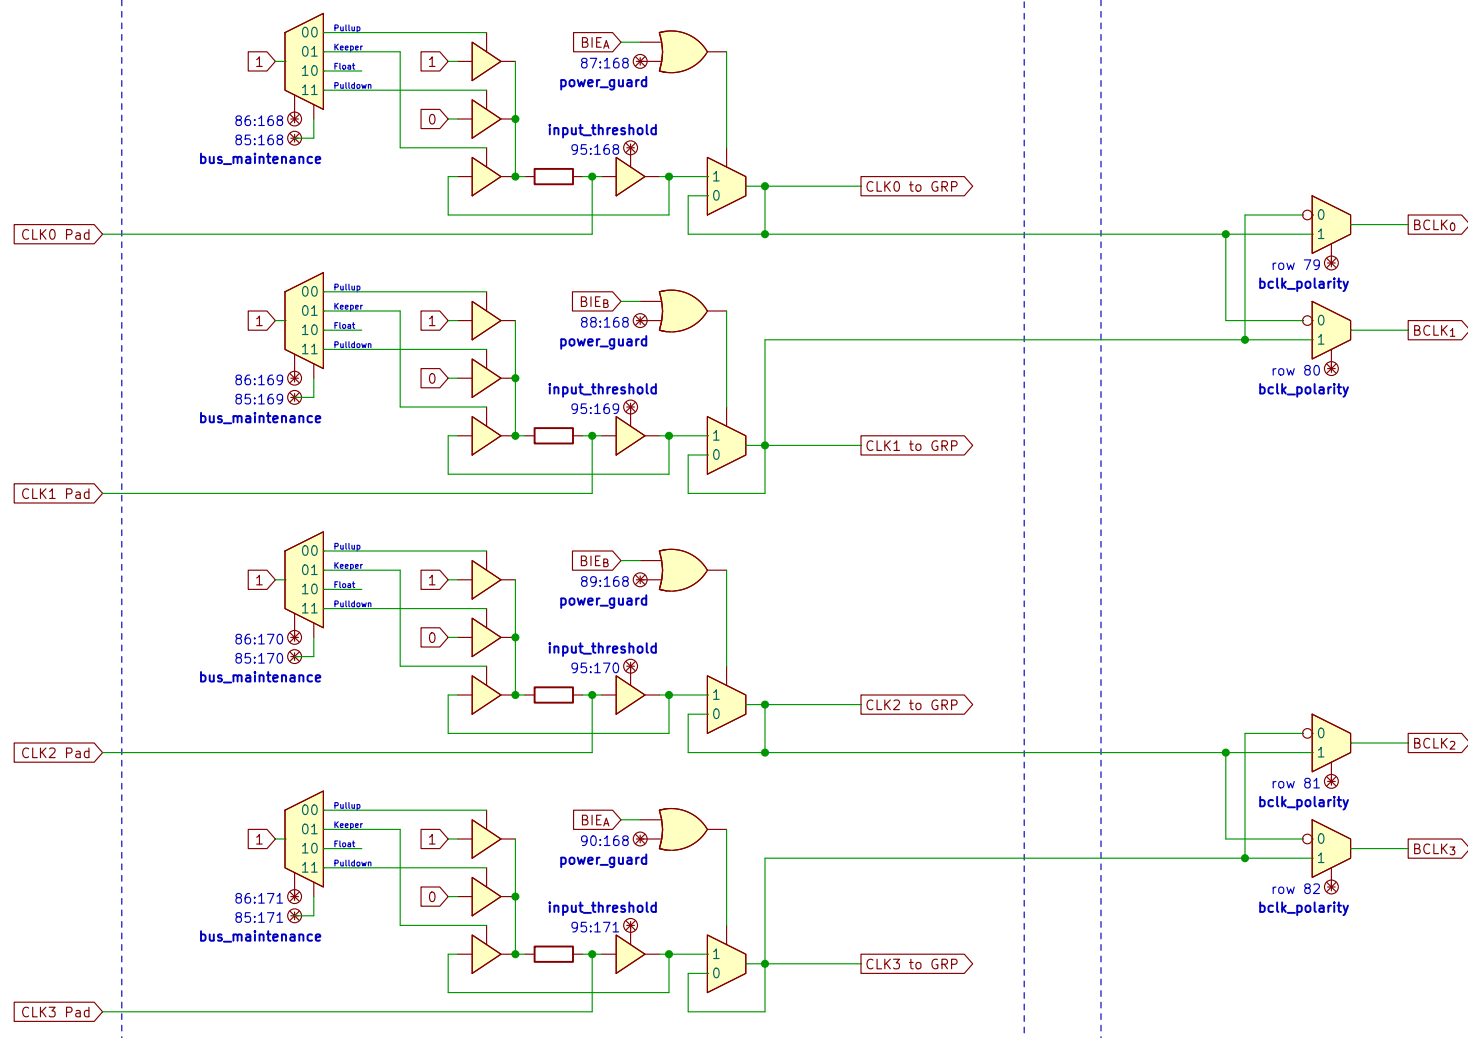 00 Pullup
01 Keeper
10 Float
11 Pulldown
1
1
0
86:168
85:168
bus_maintenance
BIEA
87:168
power_guard
input_threshold
95:168
1
0
CLK0 to GRP
CLK0 Pad
0
1
BCLK0
row 79
bclk_polarity
00 Pullup
01 Keeper
10 Float
11 Pulldown
1
1
0
86:169
85:169
bus_maintenance
BIEB
88:168
power_guard
input_threshold
95:169
1
0
CLK1 to GRP
CLK1 Pad
0
1
BCLK1
row 80
bclk_polarity
00 Pullup
01 Keeper
10 Float
11 Pulldown
1
1
0
86:170
85:170
bus_maintenance
BIEB
89:168
power_guard
input_threshold
95:170
1
0
CLK2 to GRP
CLK2 Pad
0
1
BCLK2
row 81
bclk_polarity
00 Pullup
01 Keeper
10 Float
11 Pulldown
1
1
0
86:171
85:171
bus_maintenance
BIEA
90:168
power_guard
input_threshold
95:171
1
0
CLK3 to GRP
CLK3 Pad
0
1
BCLK3
row 82
bclk_polarity